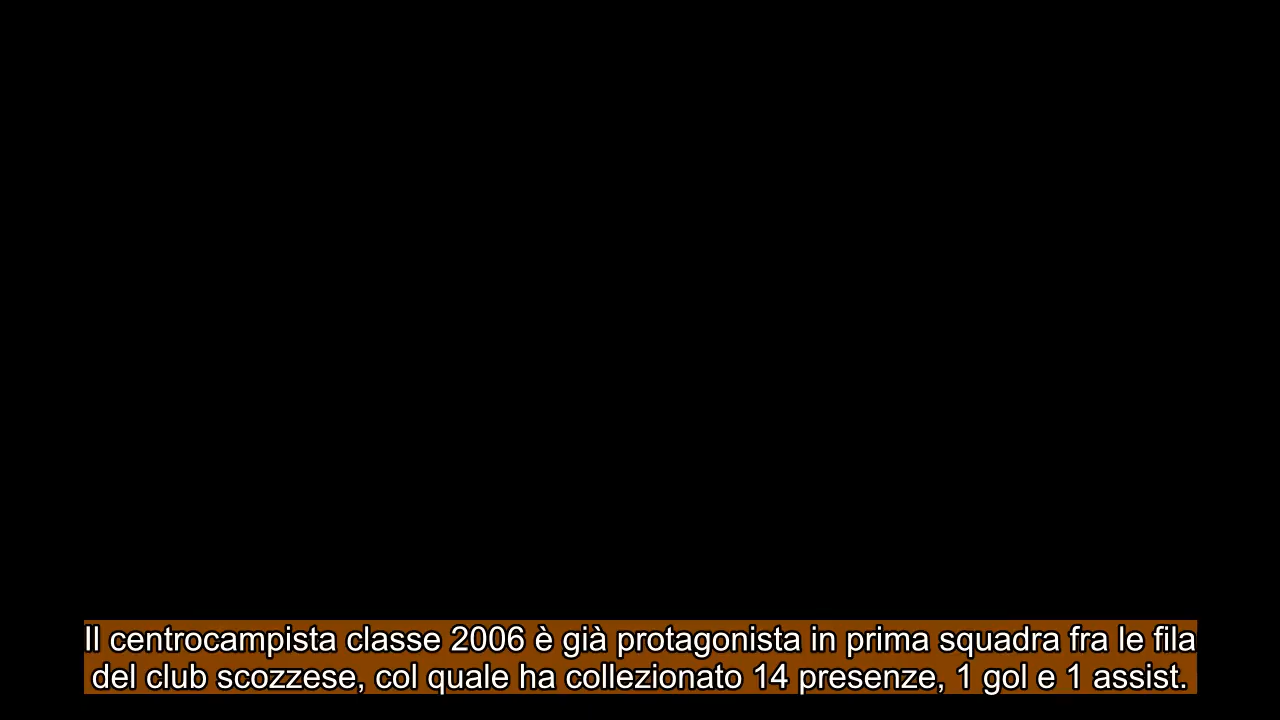 Il centrocampista classe 2006 è già protagonista in prima squadra fra le fila
del club scozzese, col quale ha collezionato 14 presenze, 1 gol e 1 assist.